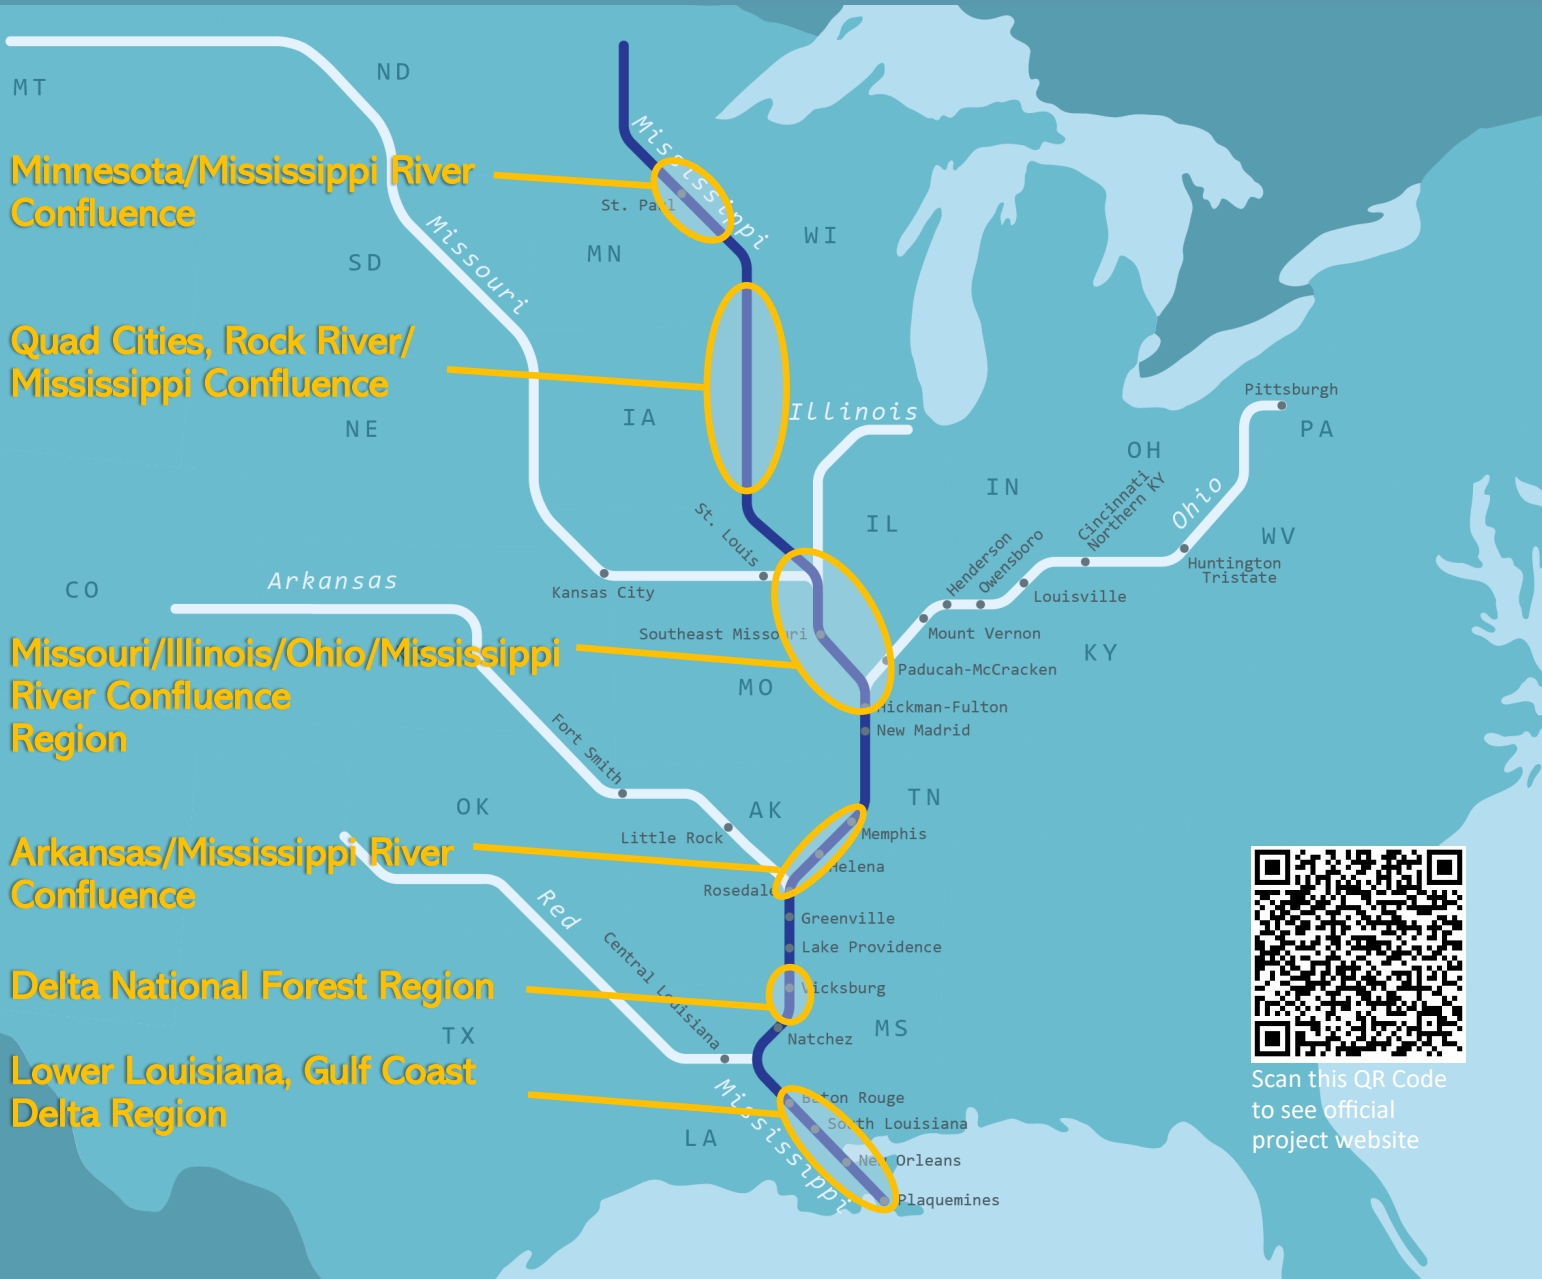 MT
ND
Mississippi
Minnesota/Mississippi River
Confluence
St. Paul
WI
MN
SD
Missouri
Quad Cities, Rock River/
Mississippi Confluence
NE
IA
Illinois
Pittsburgh
PA
OH
IN
IL
Cincinnati
Northern KY
Ohio
WV
St. Louis
Henderson
Owensboro
Huntington
Tristate
Arkansas
CO
Kansas City
Louisville
Southeast Missouri
Mount Vernon
KY
Missouri/Illinois/Ohio/Mississippi
River Confluence
Region
Paducah-McCracken
MO
Hickman-Fulton
New Madrid
Fort Smith
TN
OK
AK
Little Rock
Memphis
Arkansas/Mississippi River
Confluence
Helena
Rosedale
Red
Greenville
Central Louisiana
Lake Providence
Delta National Forest Region
Vicksburg
TX
MS
Natchez
Lower Louisiana, Gulf Coast
Delta Region
Mississippi
Baton Rouge
South Louisiana
LA
New Orleans
Plaquemines
Scan this QR Code
to see official
project website